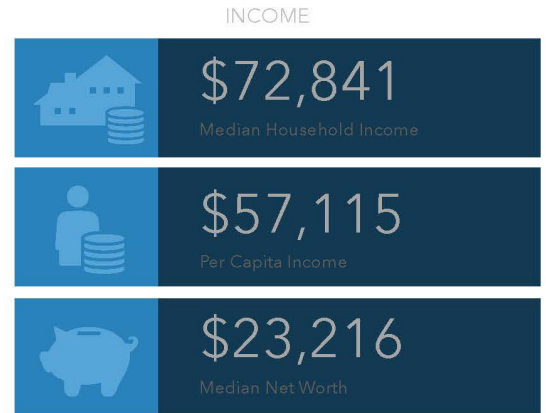 INCOME
$72,841
Median Household Income
$57,115
Per Capita Income
$23,216
Median Net Worth